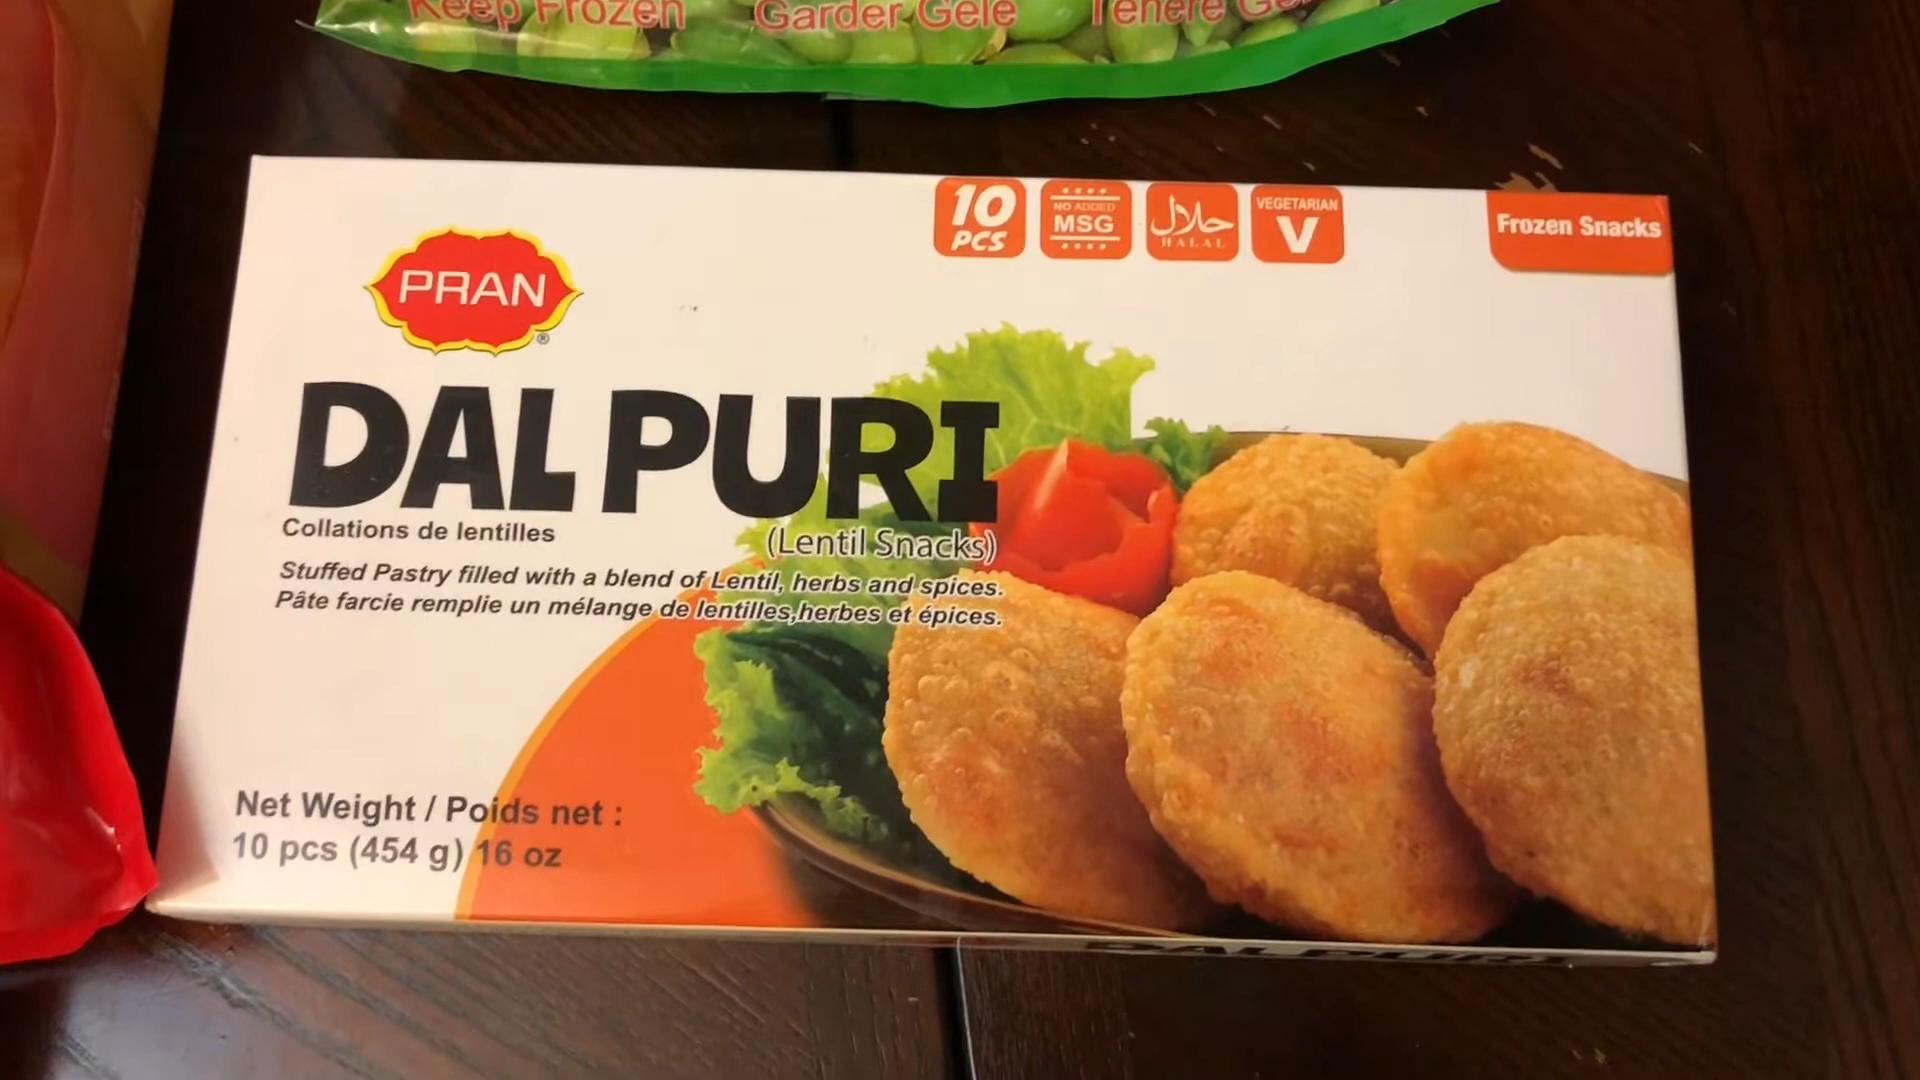 Keep Frozen Garder Gele
10
PCS
NO ADDED
MSG
حلال
HALAL
VEGETARIAN
V
Frozen Snacks
PRAN
®
DAL PURI
Collations de lentilles
(Lentil Snacks)
Stuffed Pastry filled with a blend of Lentil, herbs and spices.
Pâte farcie remplie un mélange de lentilles,herbes et épices.
Net Weight / Poids net :
10 pcs (454 g) 16 oz
DAL PURI